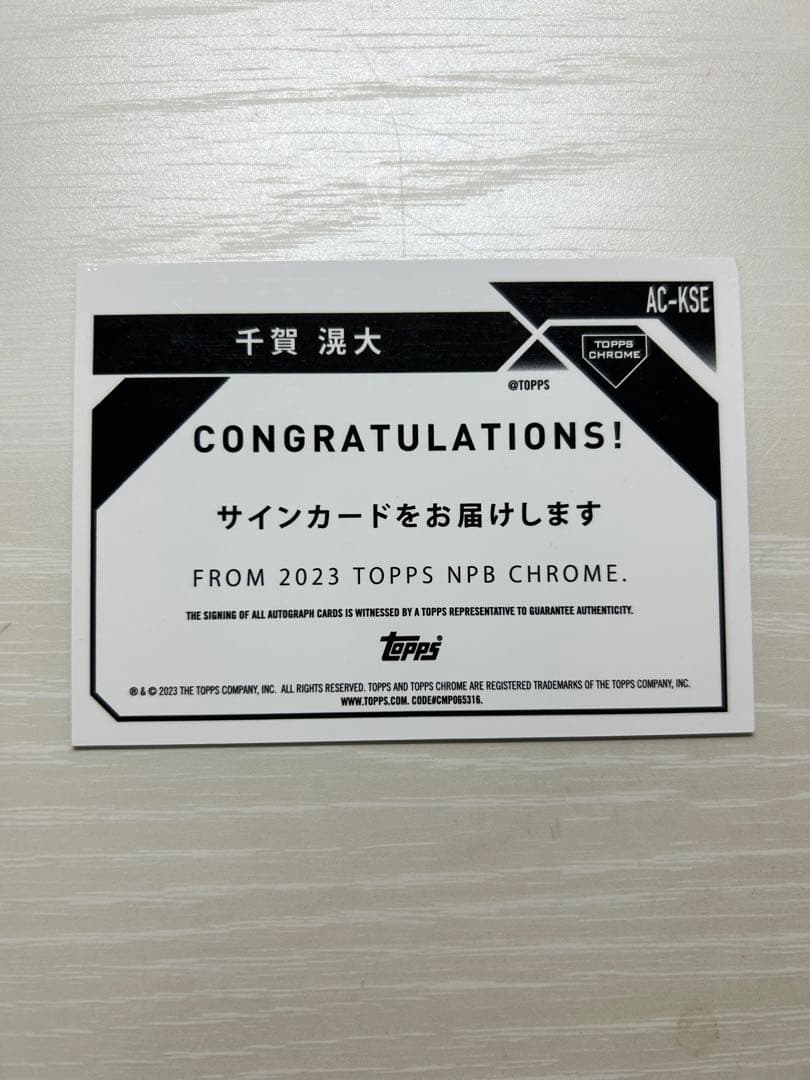 AC-KSE
千賀 滉大
TOPPS
CHROME
@TOPPS
CONGRATULATIONS!
サインカードをお届けします
FROM 2023 TOPPS NPB CHROME.
THE SIGNING OF ALL AUTOGRAPH CARDS IS WITNESSED BY A TOPPS REPRESENTATIVE TO GUARANTEE AUTHENTICITY.
topps
® & © 2023 THE TOPPS COMPANY, INC. ALL RIGHTS RESERVED. TOPPS AND TOPPS CHROME ARE REGISTERED TRADEMARKS OF THE TOPPS COMPANY, INC.
WWW.TOPPS.COM. CODE#CMP065316.